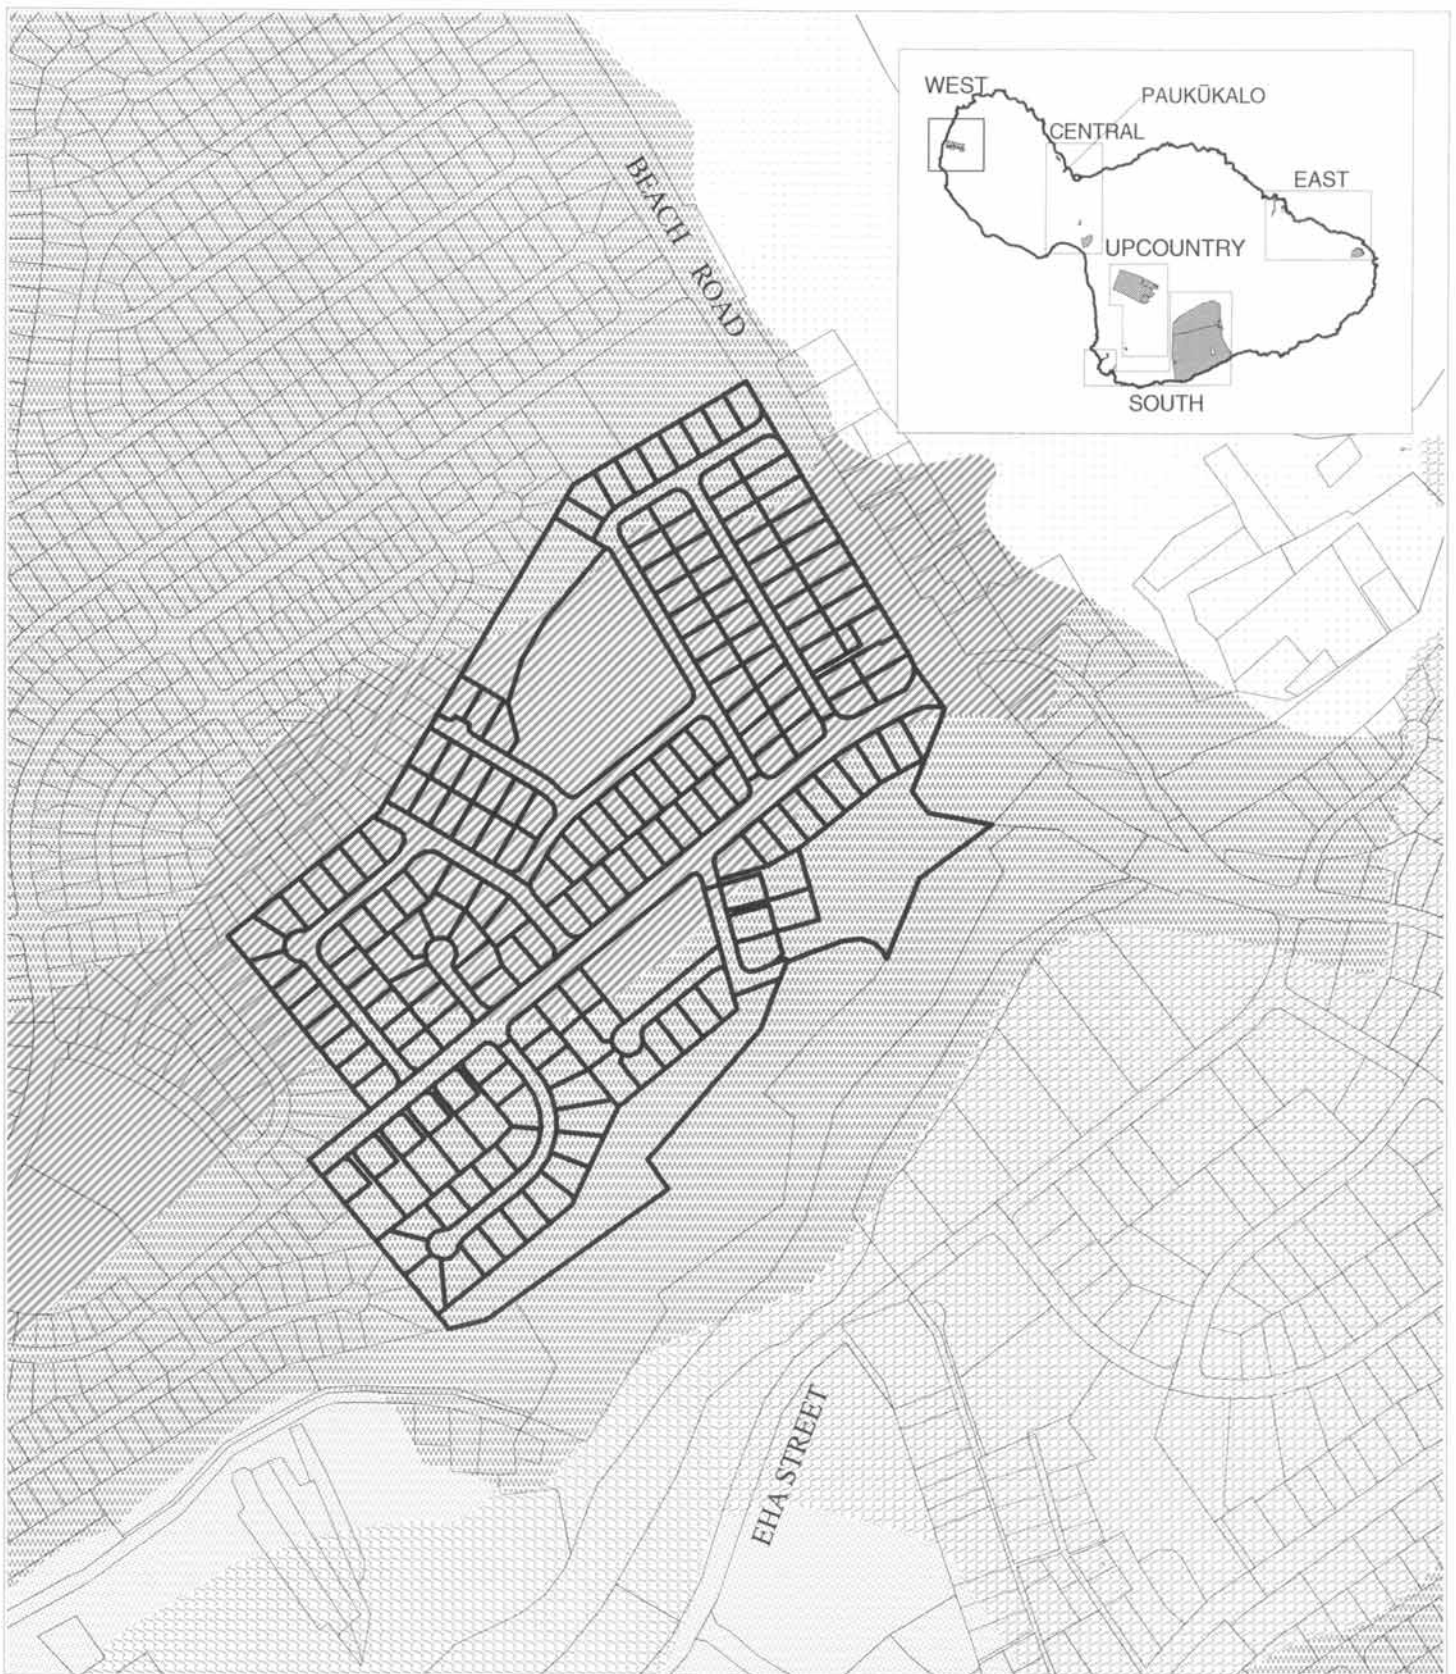 WEST
PAUKŪKALO
CENTRAL
EAST
UPCOUNTRY
SOUTH
BEACH ROAD
EHA STREET